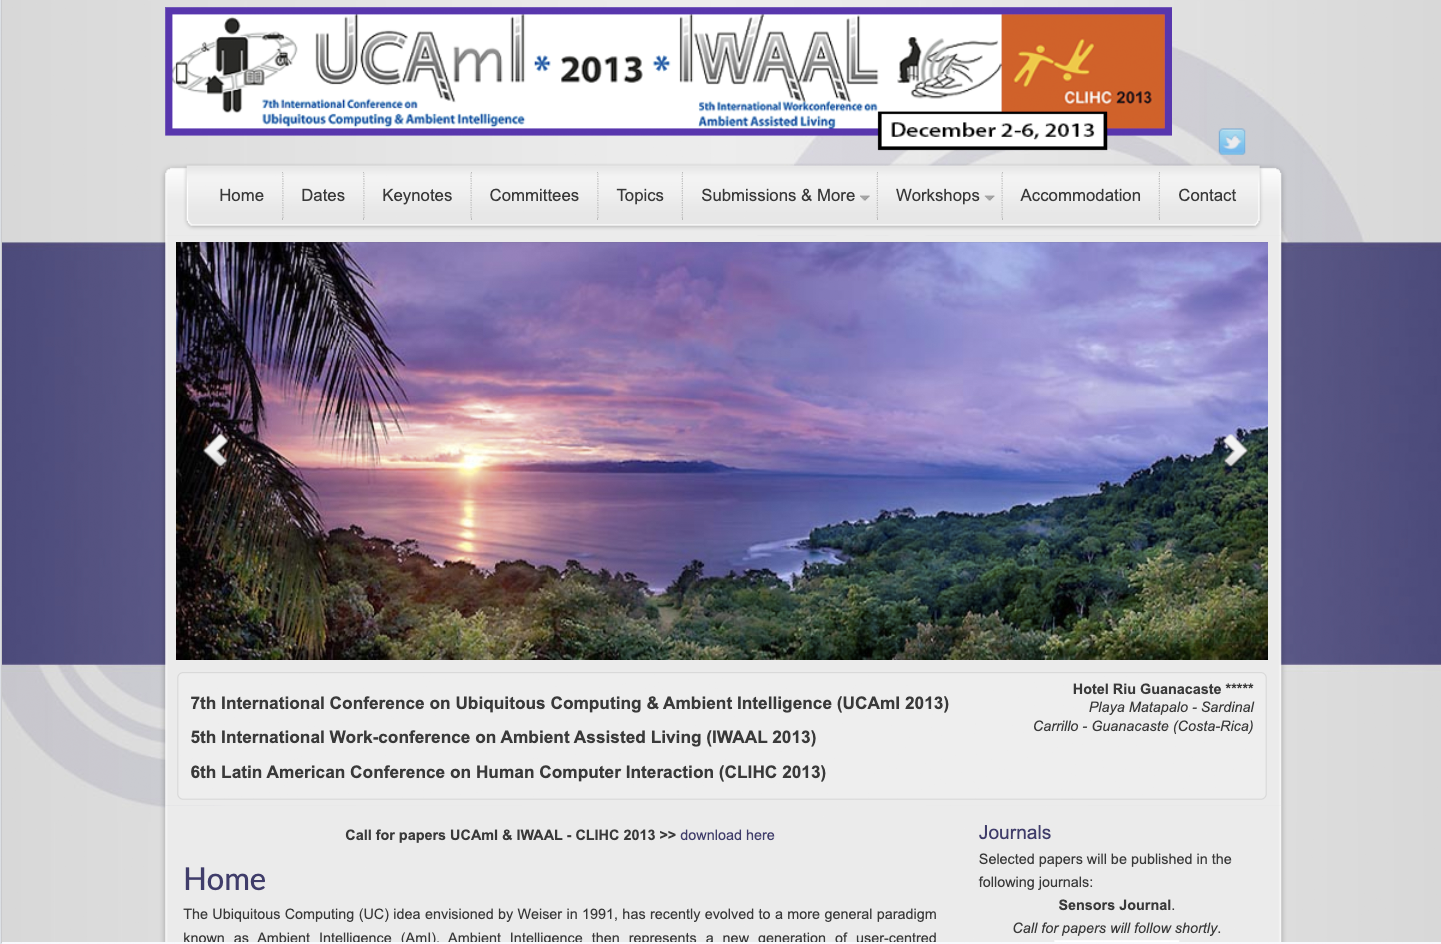 UCAmI * 2013 * IWAAL
7th International Conference on
Ubiquitous Computing & Ambient Intelligence
5th International Workconference on
Ambient Assisted Living
CLIHC 2013
December 2-6, 2013
Home
Dates
Keynotes
Committees
Topics
Submissions & More
Workshops
Accommodation
Contact
7th International Conference on Ubiquitous Computing & Ambient Intelligence (UCAmI 2013)
5th International Work-conference on Ambient Assisted Living (IWAAL 2013)
6th Latin American Conference on Human Computer Interaction (CLIHC 2013)
Hotel Riu Guanacaste *****
Playa Matapalo - Sardinal
Carrillo - Guanacaste (Costa-Rica)
Call for papers UCAmI & IWAAL - CLIHC 2013 >> download here
Home
The Ubiquitous Computing (UC) idea envisioned by Weiser in 1991, has recently evolved to a more general paradigm
known as Ambient Intelligence (AmI). Ambient Intelligence then represents a new generation of user-centred
Journals
Selected papers will be published in the
following journals:
Sensors Journal.
Call for papers will follow shortly.